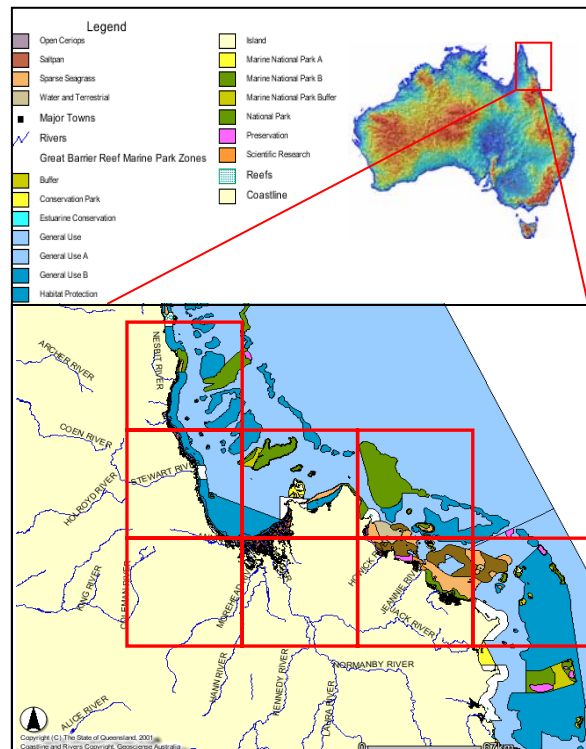 Legend
Open Ceriops
Saltpan
Sparse Seagrass
Water and Terrestrial
Major Towns
Rivers
Great Barrier Reef Marine Park Zones
Buffer
Conservation Park
Estuarine Conservation
General Use
General Use A
General Use B
Habitat Protection
Island
Marine National Park A
Marine National Park B
Marine National Park Buffer
National Park
Preservation
Scientific Research
Reefs
Coastline
NESBIT RIVER
ARCHER RIVER
COEN RIVER
STEWART RIVER
HOLROYD RIVER
KING RIVER
COLEMAN RIVER
MOREHEAD
HOWICK
JEANNIE RIVER
JACK RIVER
NORMANBY RIVER
HANN RIVER
KENNEDY RIVER
LAURA RIVER
ALICE RIVER
Copyright (C) The State of Queensland, 2001
Coastline and Rivers Copyright, Geosciense Australia
0